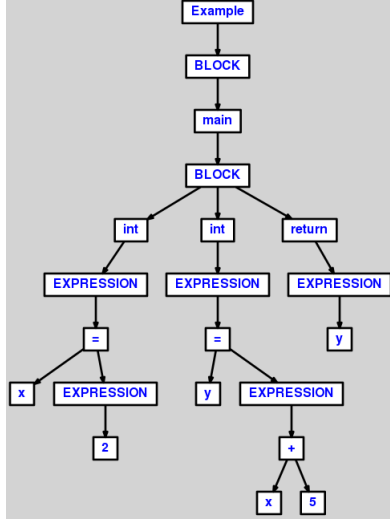 Example
BLOCK
main
BLOCK
int int return
EXPRESSION EXPRESSION EXPRESSION
= = y
x EXPRESSION y EXPRESSION
2 +
x 5